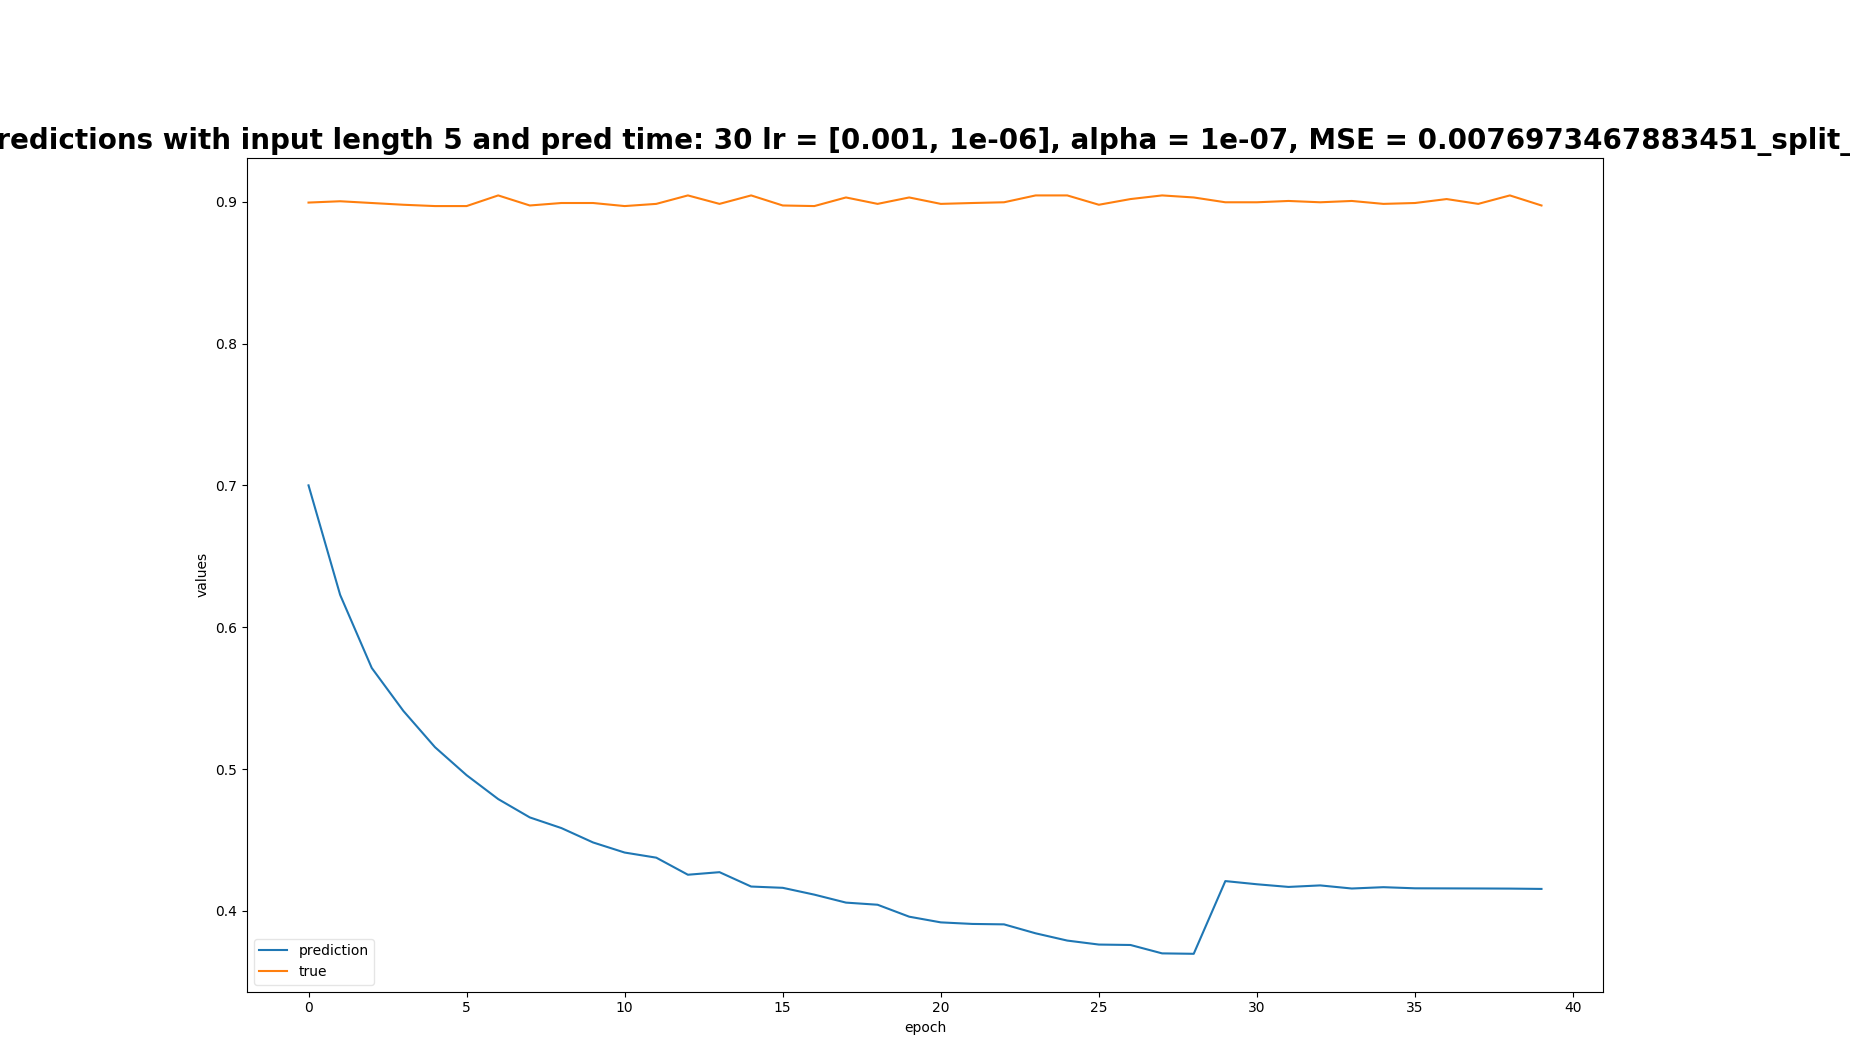 redictions with input length 5 and pred time: 30 lr = [0.001, 1e-06], alpha = 1e-07, MSE = 0.0076973467883451_split_
0.9
0.8
0.7
0.6
0.5
0.4
values
prediction
true
0 5 10 15 20 25 30 35 40
epoch